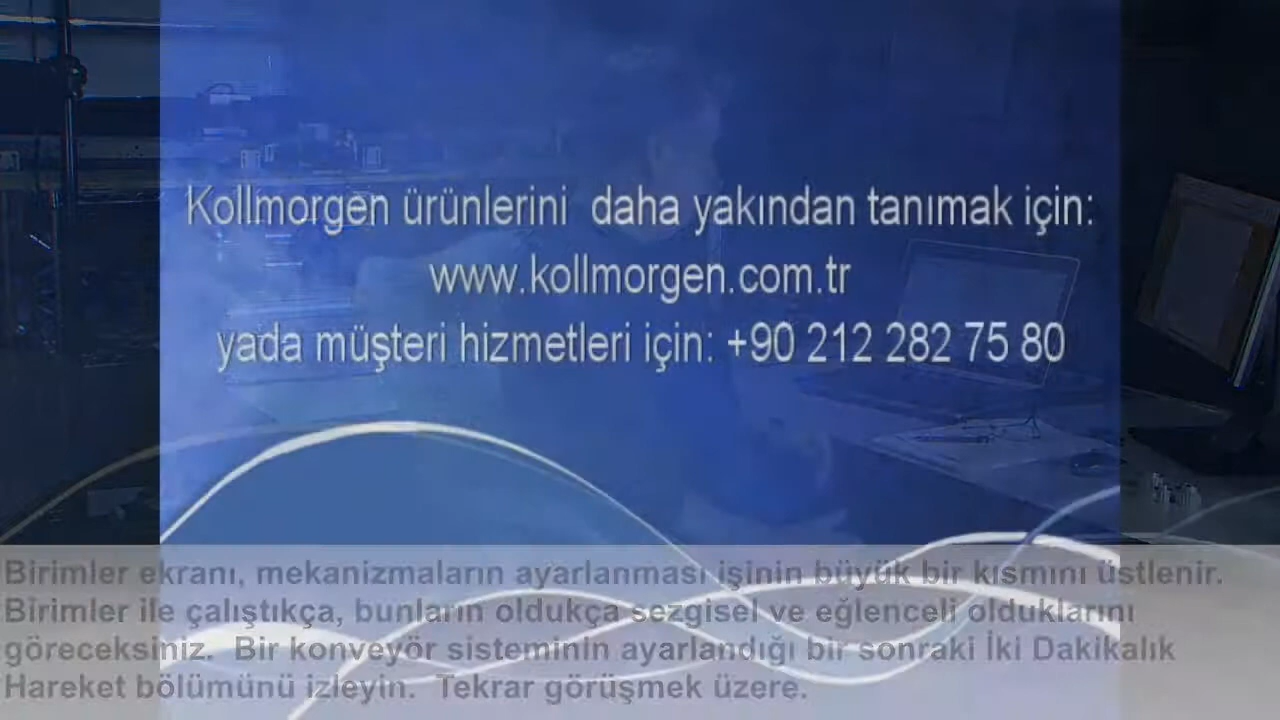 Kollmorgen ürünlerini daha yakından tanımak için:
www.kollmorgen.com.tr
yada müşteri hizmetleri için: +90 212 282 75 80
Birimler ekranı, mekanizmaların ayarlanması işinin büyük bir kısmını üstlenir.
Birimler ile çalıştıkça, bunların oldukça sezgisel ve eğlenceli olduklarını
göreceksiniz. Bir konveyör sisteminin ayarlandığı bir sonraki İki Dakikalık
Hareket bölümünü izleyin. Tekrar görüşmek üzere.